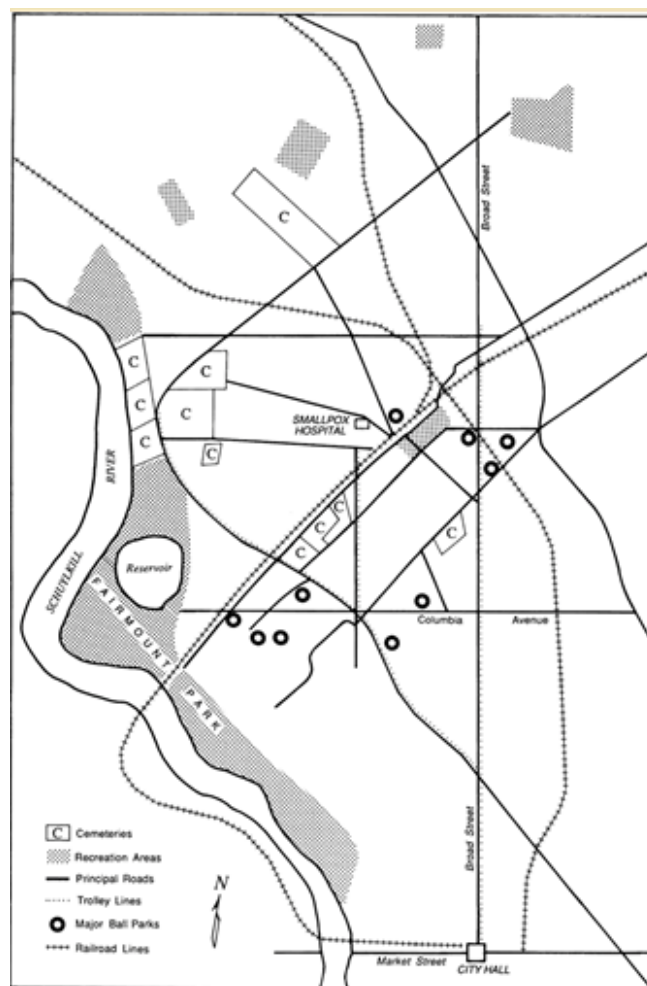 Broad Street
C
C
C
C
C
C
C
SMALLPOX
HOSPITAL
C
C
C
C
RIVER
Reservoir
SCHUYLKILL
FAIRMOUNT
PARK
Columbia Avenue
Broad Street
C Cemeteries
Recreation Areas
Principal Roads
Trolley Lines
Major Ball Parks
Railroad Lines
N
Market Street
CITY HALL